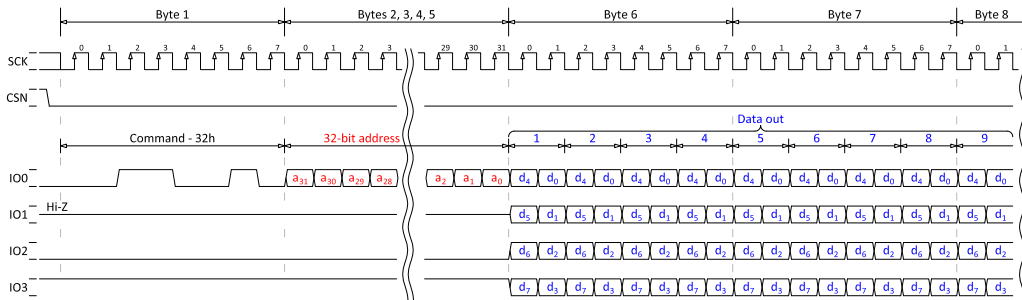 Byte 1 Bytes 2, 3, 4, 5 Byte 6 Byte 7 Byte 8
0 1 2 3 4 5 6 7 0 1 2 3 29 30 31 0 1 2 3 4 5 6 7 0 1 2 3 4 5 6 7 0 1
SCK
CSN
Data out
Command - 32h 32-bit address 1 2 3 4 5 6 7 8 9
IO0 a31 a30 a29 a28 a2 a1 a0 d4 d0 d4 d0 d4 d0 d4 d0 d4 d0 d4 d0 d4 d0 d4 d0 d4 d0
Hi-Z
IO1 d5 d1 d5 d1 d5 d1 d5 d1 d5 d1 d5 d1 d5 d1 d5 d1 d5 d1
IO2 d6 d2 d6 d2 d6 d2 d6 d2 d6 d2 d6 d2 d6 d2 d6 d2 d6 d2
IO3 d7 d3 d7 d3 d7 d3 d7 d3 d7 d3 d7 d3 d7 d3 d7 d3 d7 d3